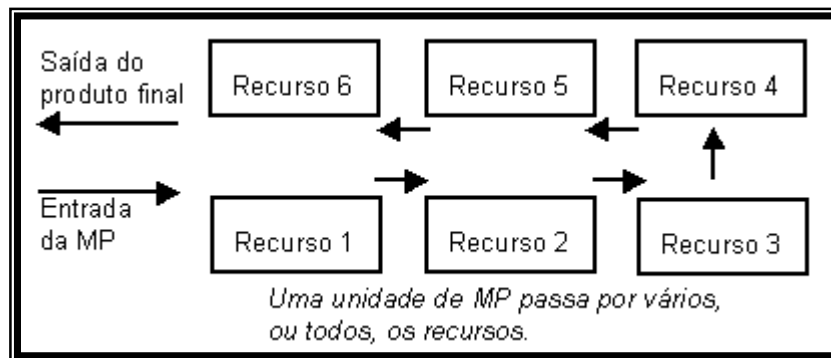 Saída do
produto final
Recurso 6
Recurso 5
Recurso 4
Entrada
da MP
Recurso 1
Recurso 2
Recurso 3
Uma unidade de MP passa por vários,
ou todos, os recursos.